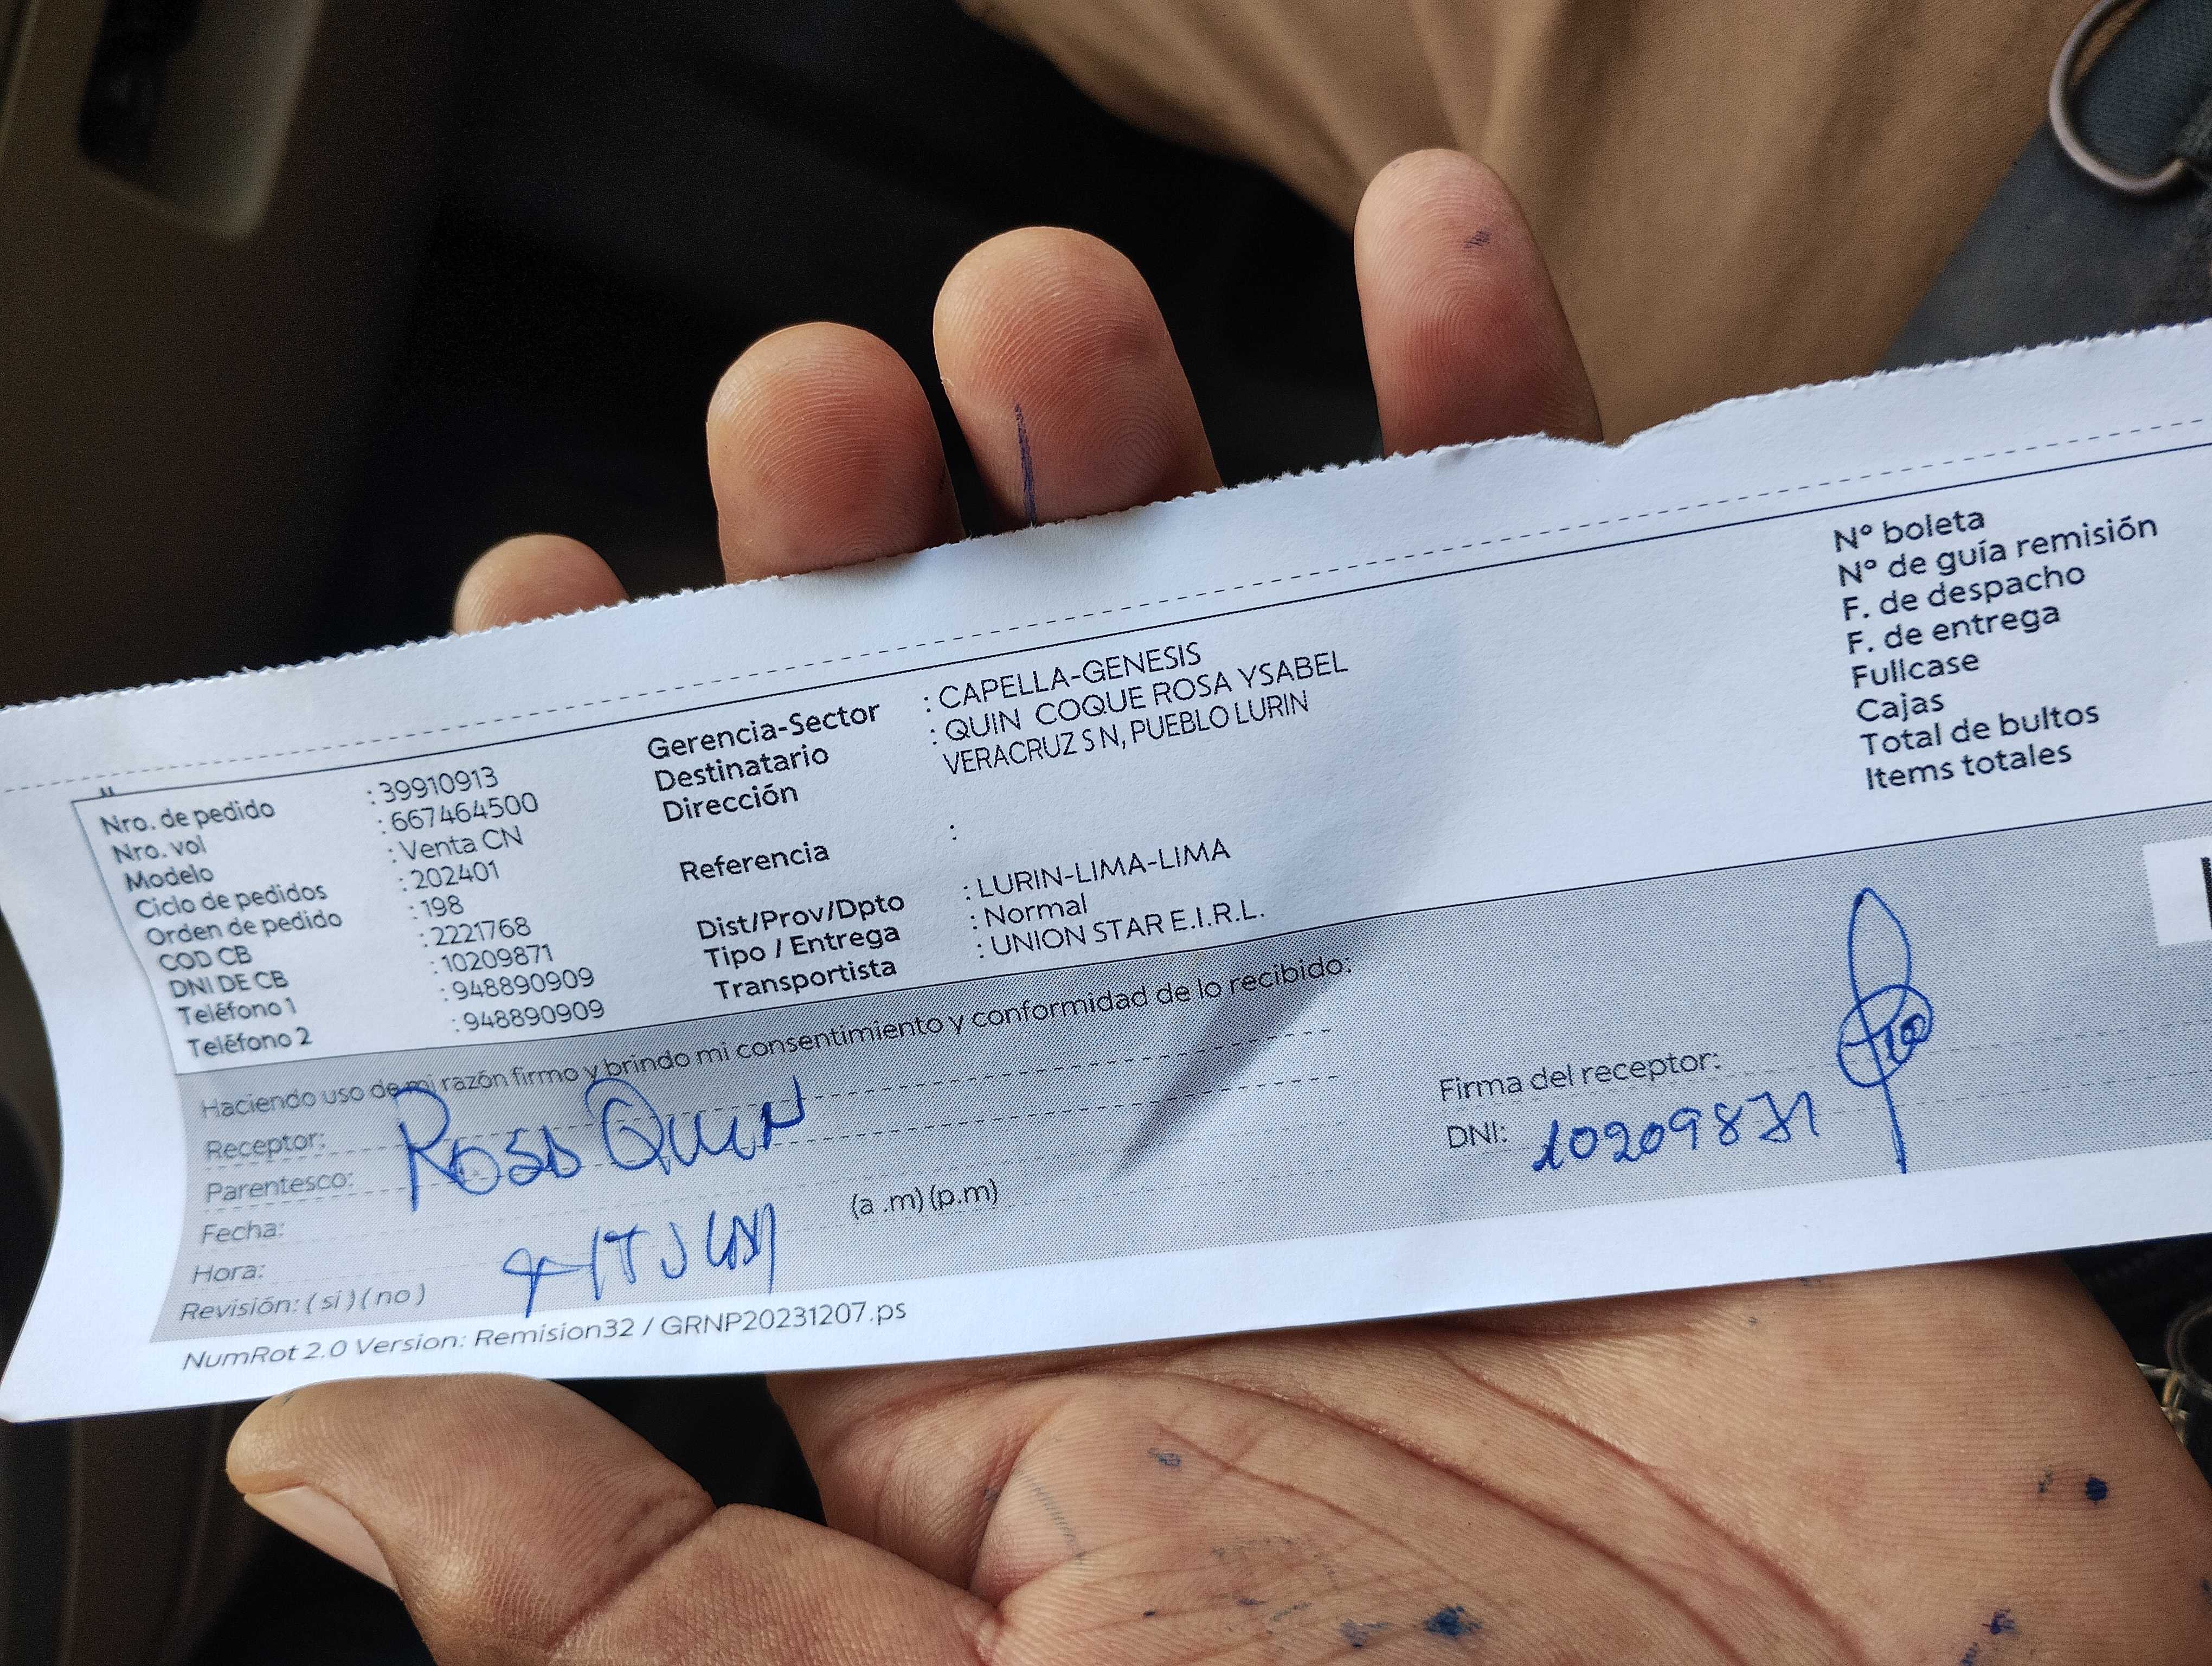 Nro. de pedido : 39910913
Nro. vol : 667464500
Modelo : Venta CN
Ciclo de pedidos : 202401
Orden de pedido : 198
COD CB : 2221768
DNI DE CB : 10209871
Teléfono 1 : 948890909
Teléfono 2 : 948890909
Gerencia-Sector : CAPELLA-GENESIS
Destinatario : QUIN COQUE ROSA YSABEL
Dirección VERACRUZ S N, PUEBLO LURIN
Referencia :
Dist/Prov/Dpto : LURIN-LIMA-LIMA
Tipo / Entrega : Normal
Transportista : UNION STAR E.I.R.L.
N° boleta
N° de guía remisión
F. de despacho
F. de entrega
Fullcase
Cajas
Total de bultos
Items totales
Haciendo uso de mi razón firmo y brindo mi consentimiento y conformidad de lo recibido:
Receptor: Rosa Quin
Parentesco:
Fecha:
Hora: (a .m) (p.m)
Revisión: ( si ) ( no )
Firma del receptor:
DNI: 10209871
NumRot 2.0 Version: Remision32 / GRNP20231207.ps